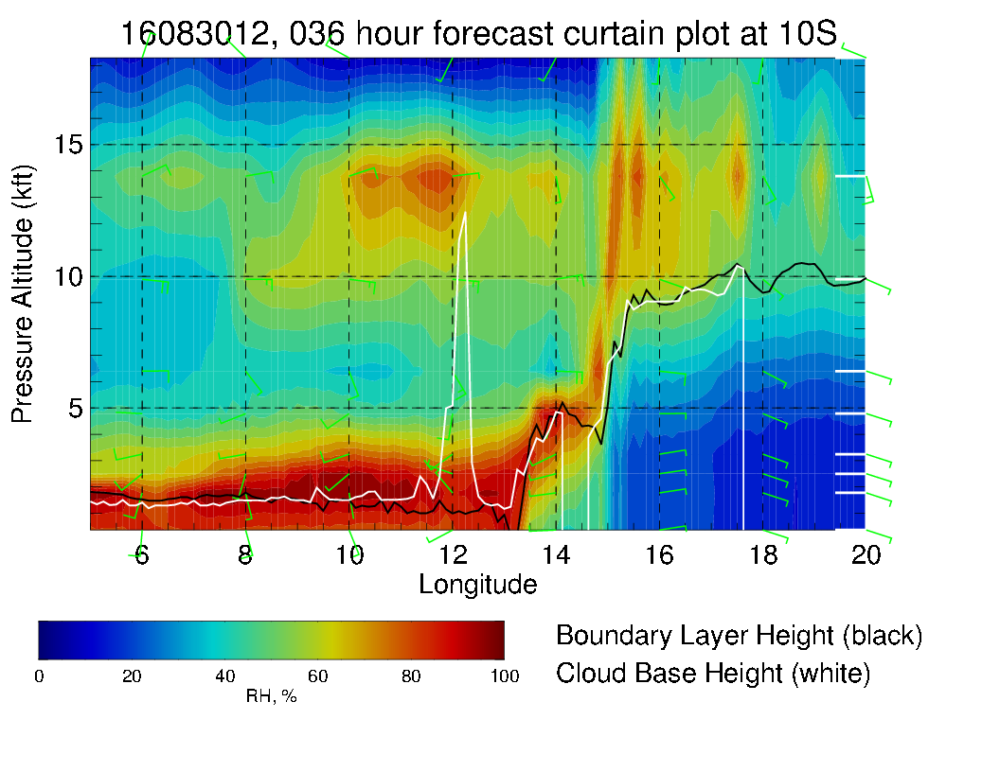 16083012, 036 hour forecast curtain plot at 10S
Pressure Altitude (kft)
15
10
5
6 8 10 12 14 16 18 20
Longitude
0 20 40 60 80 100
RH, %
Boundary Layer Height (black)
Cloud Base Height (white)